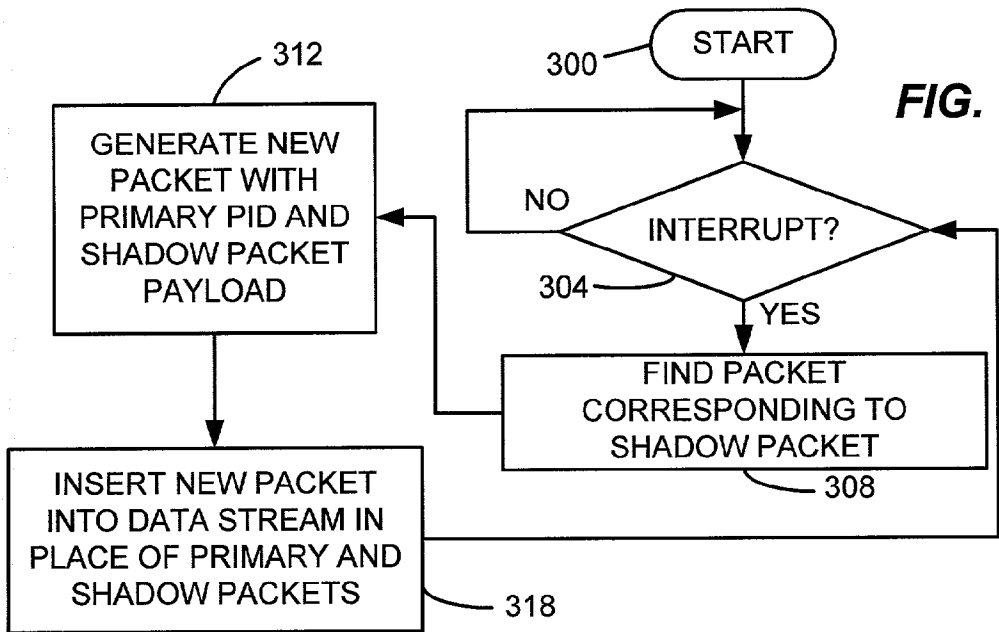 START
300
FIG.
312
GENERATE NEW
PACKET WITH
PRIMARY PID AND
SHADOW PACKET
PAYLOAD
NO
INTERRUPT?
304
YES
FIND PACKET
CORRESPONDING TO
SHADOW PACKET
308
INSERT NEW PACKET
INTO DATA STREAM IN
PLACE OF PRIMARY AND
SHADOW PACKETS
318